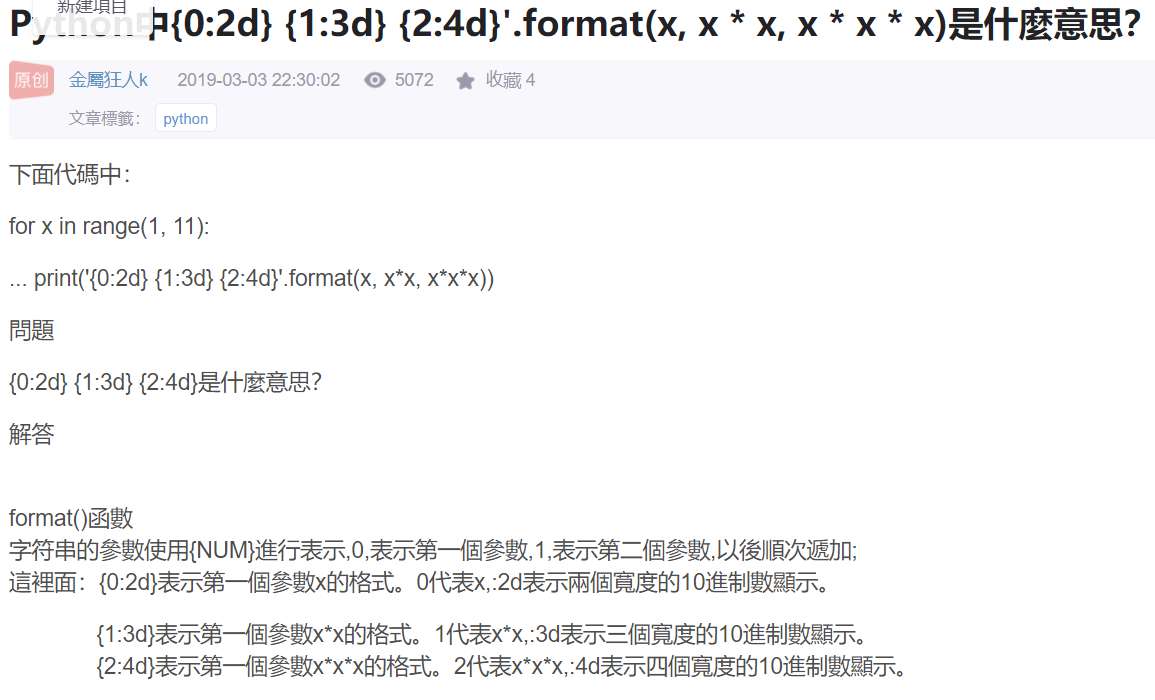 新建項目
Python中{0:2d} {1:3d} {2:4d}'.format(x, x * x, x * x * x)是什麼意思?
原创 金屬狂人k 2019-03-03 22:30:02 5072 收藏 4
文章標籤： python
下面代碼中：
for x in range(1, 11):
... print('{0:2d} {1:3d} {2:4d}'.format(x, x*x, x*x*x))
問題
{0:2d} {1:3d} {2:4d}是什麼意思?
解答
format()函數
字符串的參數使用{NUM}進行表示,0,表示第一個參數,1,表示第二個參數,以後順次遞加;
這裡面：{0:2d}表示第一個參數x的格式。0代表x,:2d表示兩個寬度的10進制數顯示。
{1:3d}表示第一個參數x*x的格式。1代表x*x,:3d表示三個寬度的10進制數顯示。
{2:4d}表示第一個參數x*x*x的格式。2代表x*x*x,:4d表示四個寬度的10進制數顯示。